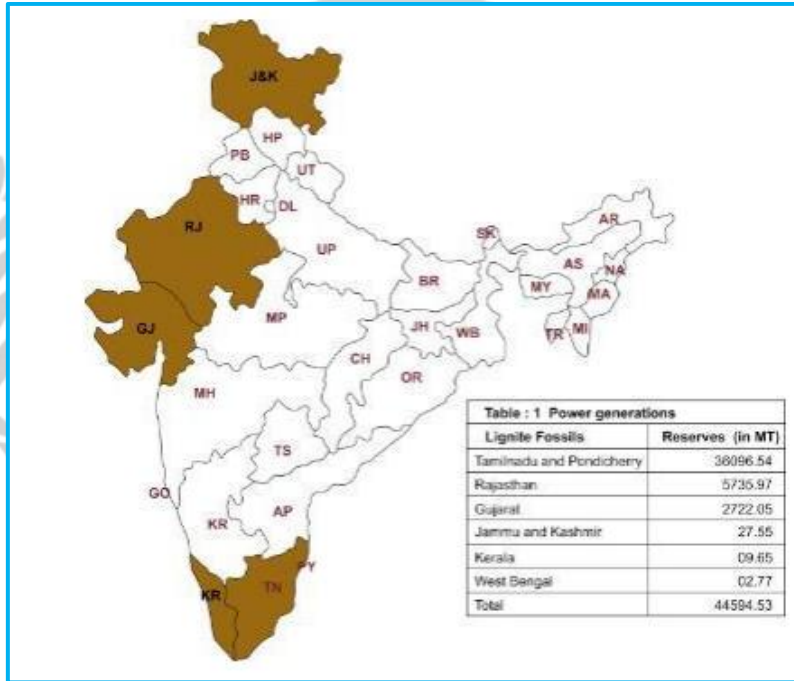 J&K
HP
PB
UT
HR
DL
RJ
UP
AR
SK
AS
NA
BR
MY
MA
GJ
MP
JH
WB
TR
MI
CH
OR
MH
TS
GO
KR
AP
PY
KR
TN
Table : 1 Power generations
Lignite Fossils Reserves (in MT)
Tamilnadu and Pondicherry 36096.54
Rajasthan 5735.97
Gujarat 2722.05
Jammu and Kashmir 27.55
Kerala 09.65
West Bengal 02.77
Total 44594.53